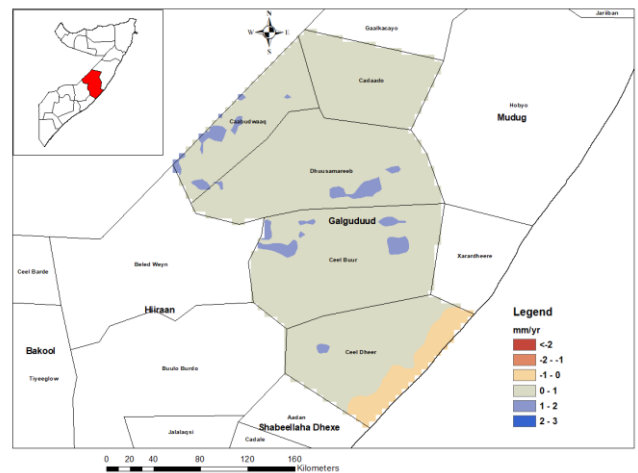 Jariiban
Gaalkacayo
N
W E
S
Cadaado
Hobyo
Mudug
Caabudwaaq
Dhuusamareeb
Galguduud
Ceel Barde
Beled Weyn
Ceel Buur
Xarardheere
Hiiraan
Legend
mm/yr
<-2
-2 - -1
-1 - 0
0 - 1
1 - 2
2 - 3
Bakool
Tiyeeglow
Buulo Burdo
Ceel Dheer
Aadan
Shabeellaha Dhexe
Jalalaqsi
Cadale
0 20 40 80 120 160
Kilometers